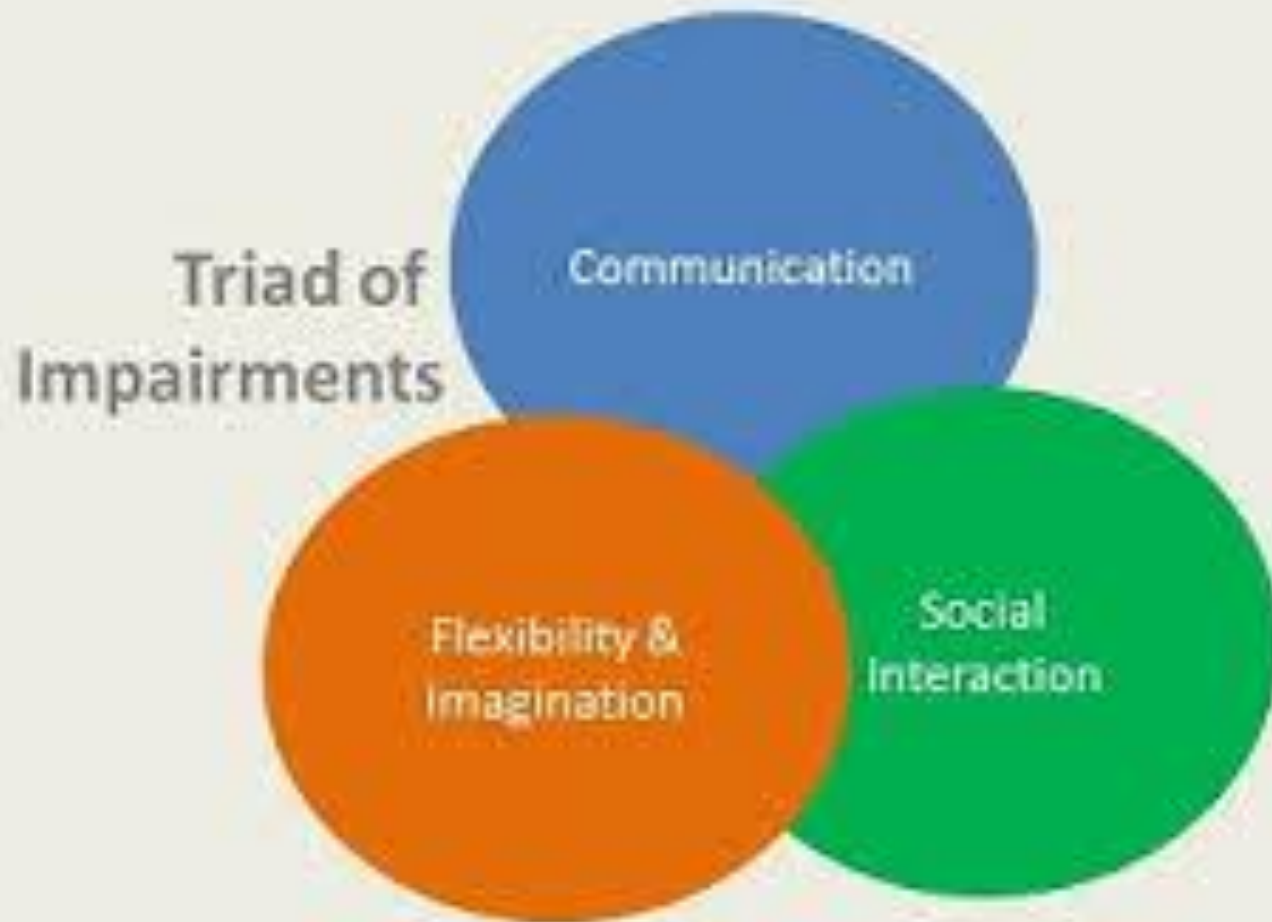 Triad of
Impairments
Communication
Flexibility &
Imagination
Social
Interaction